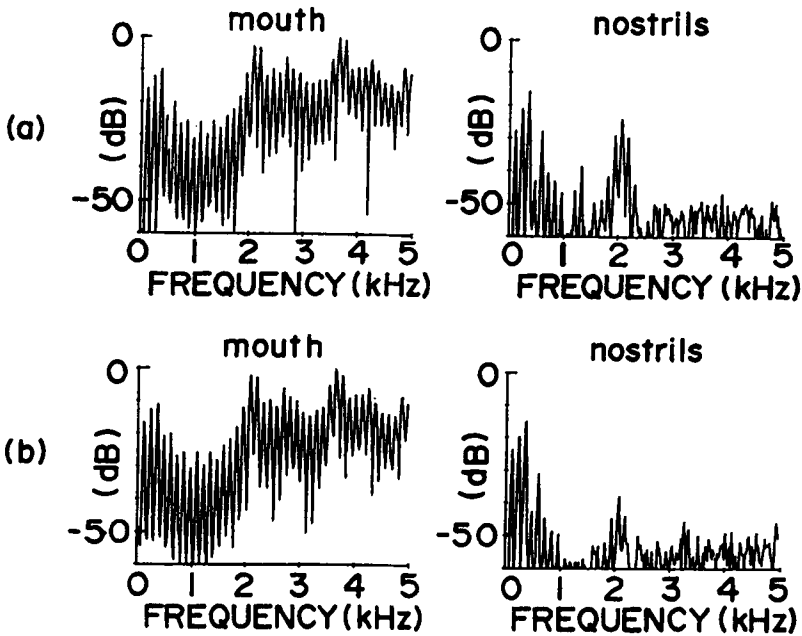 mouth
nostrils
(a)
0
-50
(dB)
0 1 2 3 4 5
FREQUENCY (kHz)
0
-50
(dB)
0 1 2 3 4 5
FREQUENCY (kHz)
mouth
nostrils
(b)
0
-50
(dB)
0 1 2 3 4 5
FREQUENCY (kHz)
0
-50
(dB)
0 1 2 3 4 5
FREQUENCY (kHz)